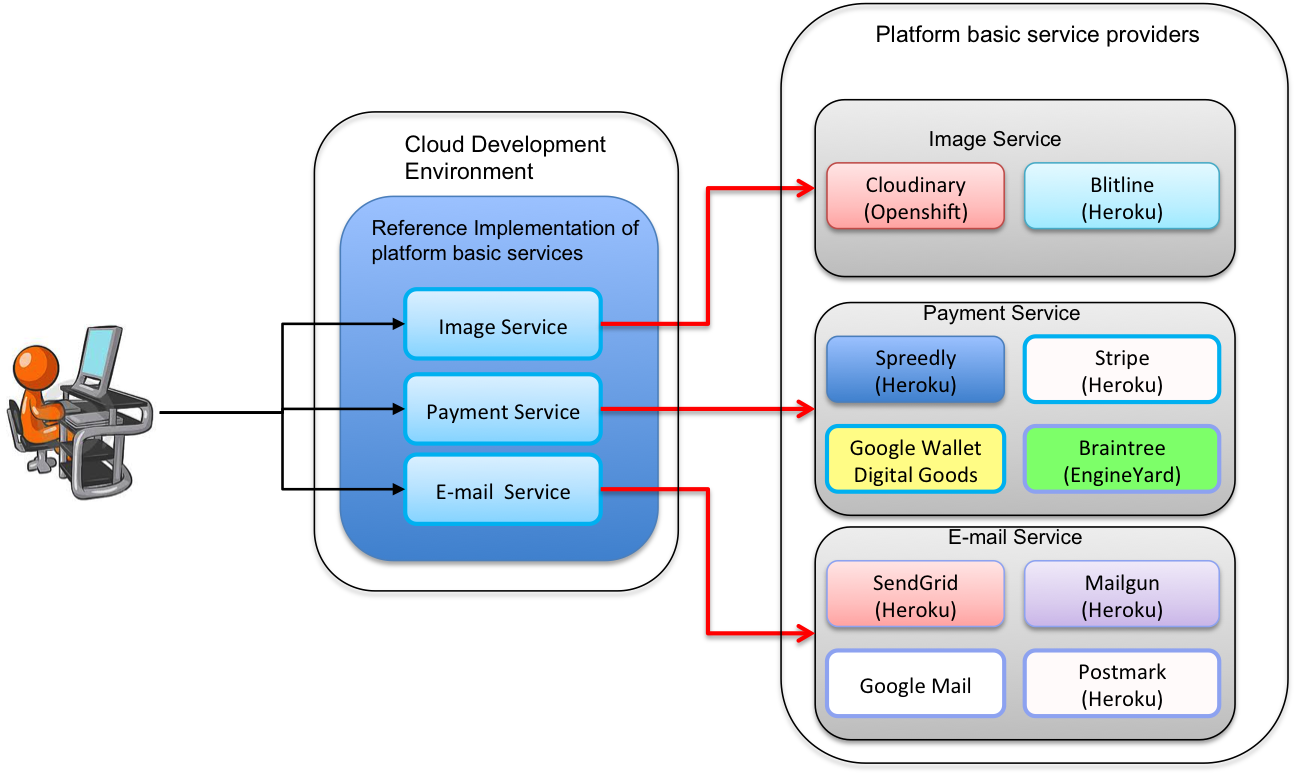 Platform basic service providers
Cloud Development
Environment
Reference Implementation of
platform basic services
Image Service
Payment Service
E-mail  Service
Image Service
Cloudinary
(Openshift)
Blitline
(Heroku)
Payment Service
Spreedly
(Heroku)
Stripe
(Heroku)
Google Wallet
Digital Goods
Braintree
(EngineYard)
E-mail Service
SendGrid
(Heroku)
Mailgun
(Heroku)
Google Mail
Postmark
(Heroku)